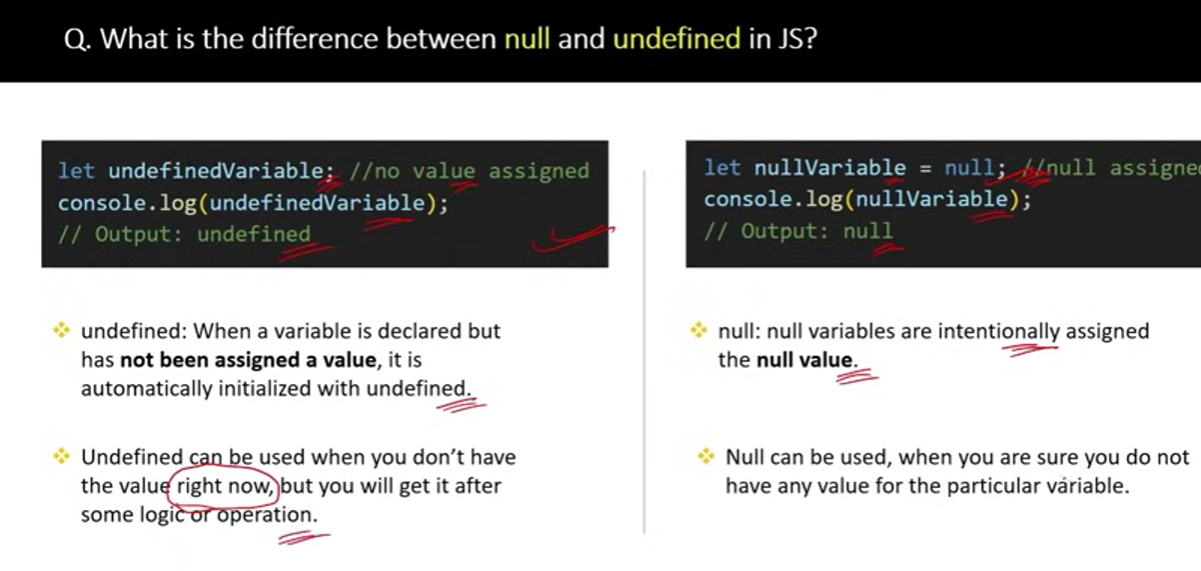 Q. What is the difference between null and undefined in JS?
let undefinedVariable; //no value assigned
console.log(undefinedVariable);
// Output: undefined
❖ undefined: When a variable is declared but
has not been assigned a value, it is
automatically initialized with undefined.
❖ Undefined can be used when you don't have
the value right now, but you will get it after
some logic or operation.
let nullVariable = null; //null assigne
console.log(nullVariable);
// Output: null
❖ null: null variables are intentionally assigned
the null value.
❖ Null can be used, when you are sure you do not
have any value for the particular variable.